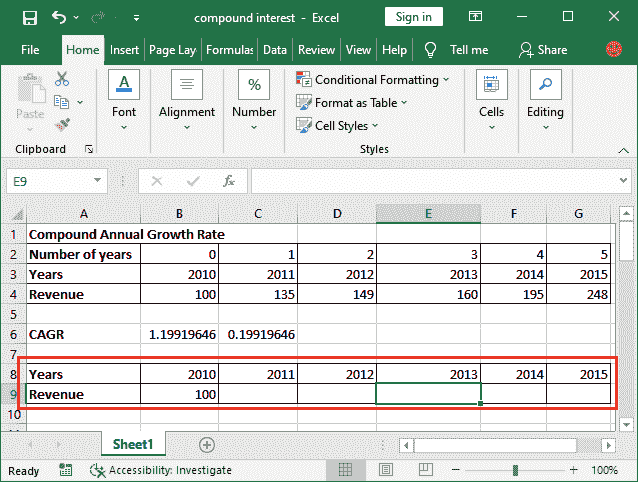 compound interest - Excel
Sign in
File Home Insert Page Lay Formulas Data Review View Help Tell me Share
Paste
Font
Alignment
%
Number
Conditional Formatting
Format as Table
Cell Styles
Cells
Editing
Clipboard
Styles
E9
fx
A B C D E F G
1 Compound Annual Growth Rate
2 Number of years 0 1 2 3 4 5
3 Years 2010 2011 2012 2013 2014 2015
4 Revenue 100 135 149 160 195 248
5
6 CAGR 1.19919646 0.19919646
7
8 Years 2010 2011 2012 2013 2014 2015
9 Revenue 100
10
Sheet1
Ready Accessibility: Investigate 100%